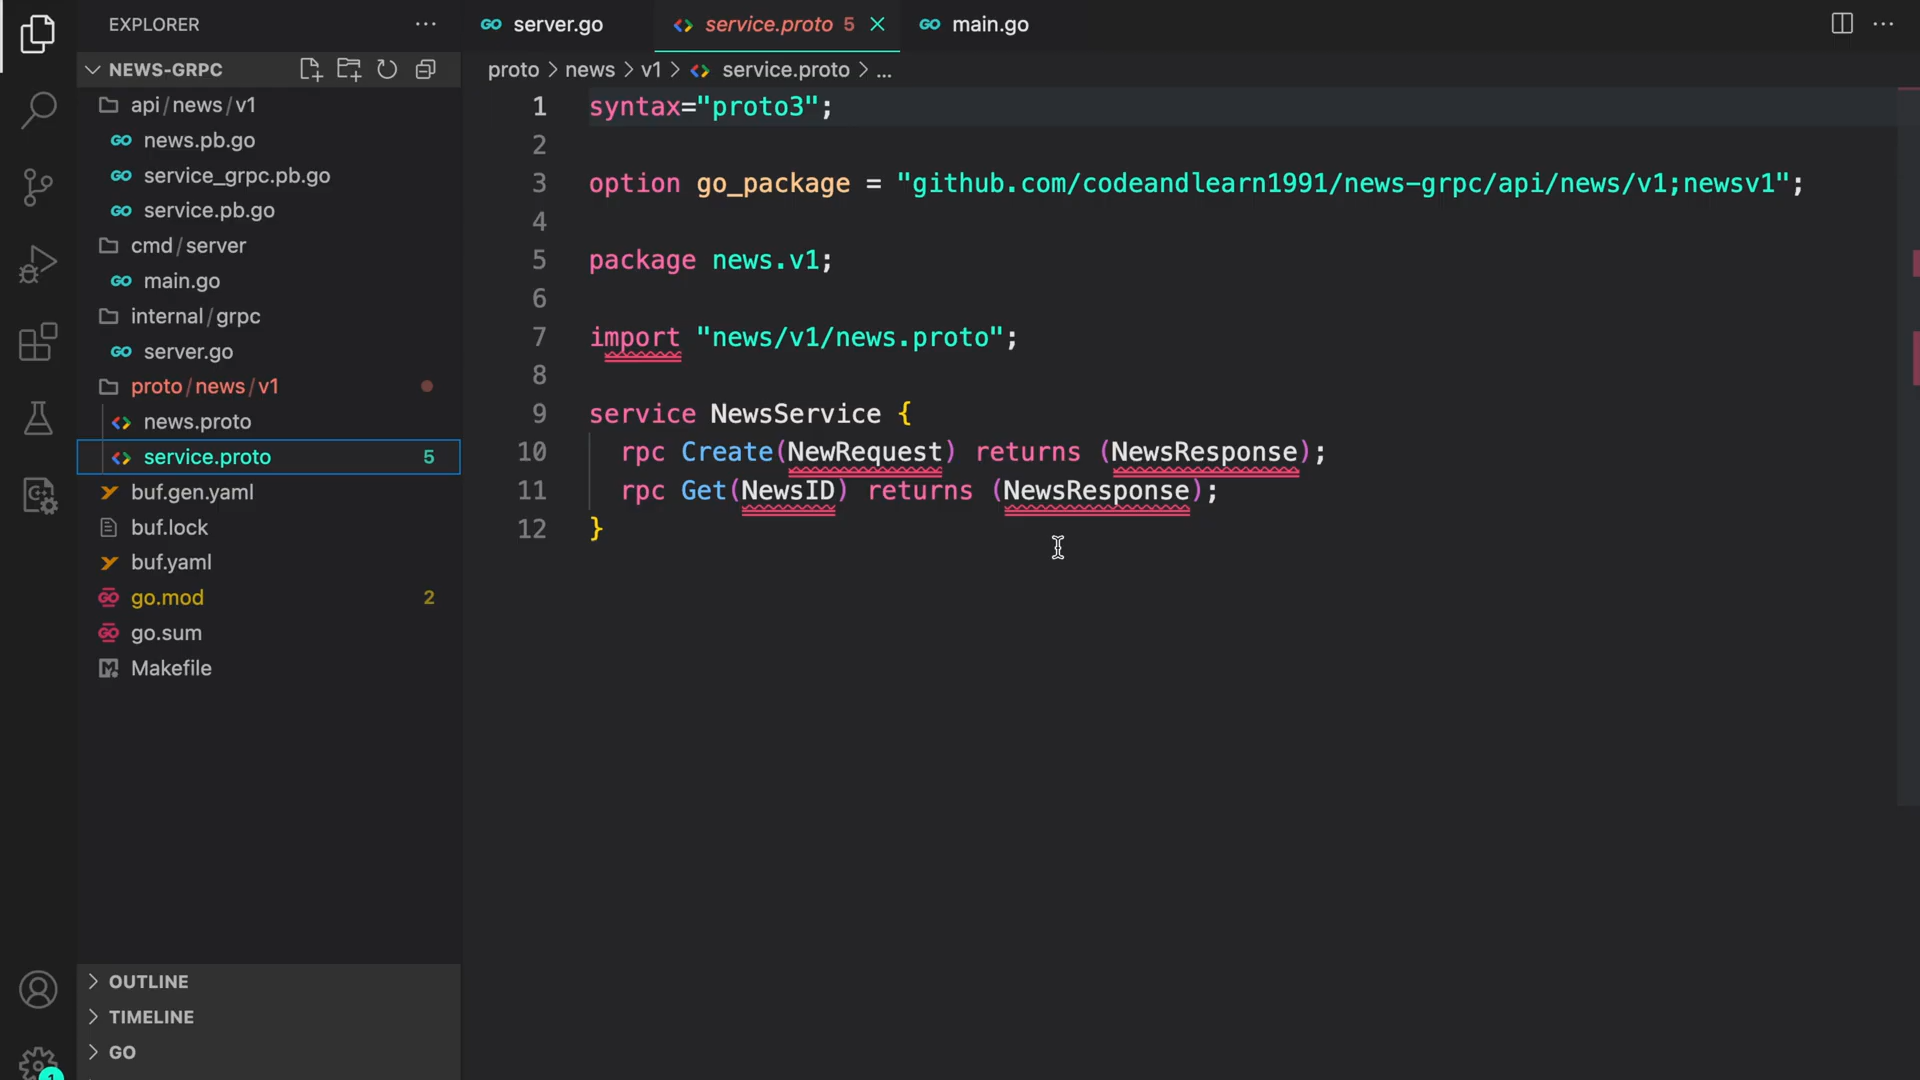 EXPLORER
NEWS-GRPC
api / news / v1
news.pb.go
service_grpc.pb.go
service.pb.go
cmd / server
main.go
internal / grpc
server.go
proto / news / v1
news.proto
service.proto 5
buf.gen.yaml
buf.lock
buf.yaml
go.mod 2
go.sum
Makefile
OUTLINE
TIMELINE
GO
server.go service.proto 5 main.go
proto > news > v1 > service.proto > ...
1 syntax="proto3";
2
3 option go_package = "github.com/codeandlearn1991/news-grpc/api/news/v1;newsv1";
4
5 package news.v1;
6
7 import "news/v1/news.proto";
8
9 service NewsService {
10 rpc Create(NewRequest) returns (NewsResponse);
11 rpc Get(NewsID) returns (NewsResponse);
12 }